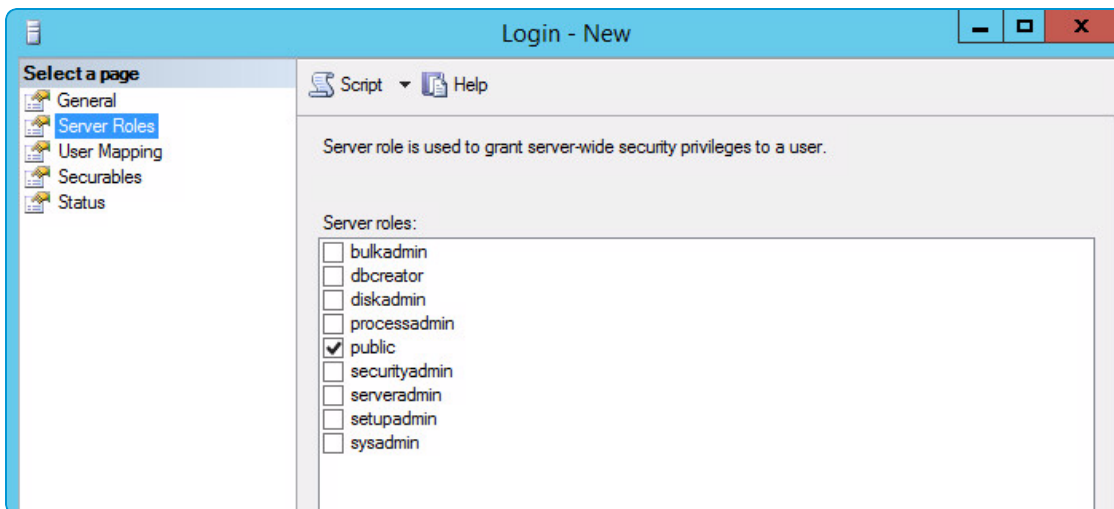 Login - New
Select a page
General
Server Roles
User Mapping
Securables
Status
Script Help
Server role is used to grant server-wide security privileges to a user.
Server roles:
bulkadmin
dbcreator
diskadmin
processadmin
public
securityadmin
serveradmin
setupadmin
sysadmin